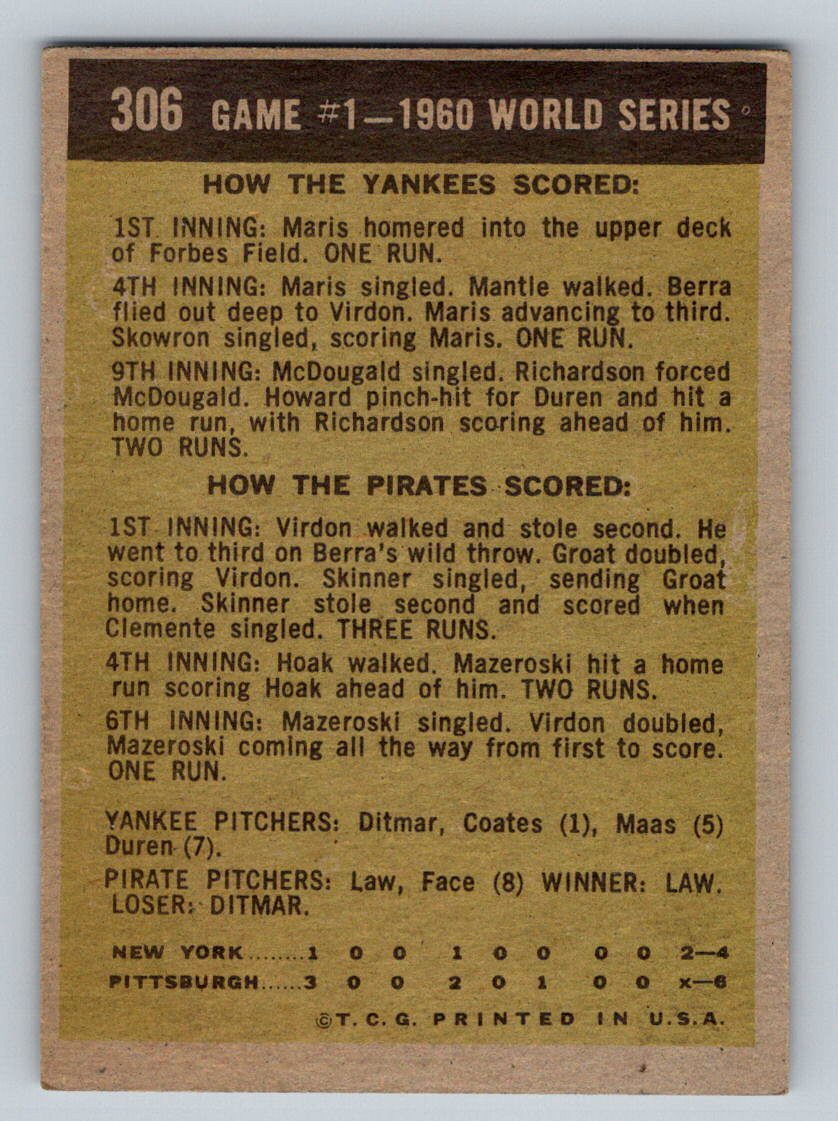 306 GAME #1—1960 WORLD SERIES
HOW THE YANKEES SCORED:
1ST INNING: Maris homered into the upper deck
of Forbes Field. ONE RUN.
4TH INNING: Maris singled. Mantle walked. Berra
flied out deep to Virdon. Maris advancing to third.
Skowron singled, scoring Maris. ONE RUN.
9TH INNING: McDougald singled. Richardson forced
McDougald. Howard pinch-hit for Duren and hit a
home run, with Richardson scoring ahead of him.
TWO RUNS.
HOW THE PIRATES SCORED:
1ST INNING: Virdon walked and stole second. He
went to third on Berra's wild throw. Groat doubled,
scoring Virdon. Skinner singled, sending Groat
home. Skinner stole second and scored when
Clemente singled. THREE RUNS.
4TH INNING: Hoak walked. Mazeroski hit a home
run scoring Hoak ahead of him. TWO RUNS.
6TH INNING: Mazeroski singled. Virdon doubled,
Mazeroski coming all the way from first to score.
ONE RUN.
YANKEE PITCHERS: Ditmar, Coates (1), Maas (5)
Duren (7).
PIRATE PITCHERS: Law, Face (8) WINNER: LAW.
LOSER: DITMAR.
NEW YORK........1 0 0 1 0 0 0 0 2—4
PITTSBURGH......3 0 0 2 0 1 0 0 x—6
©T.C.G. PRINTED IN U.S.A.